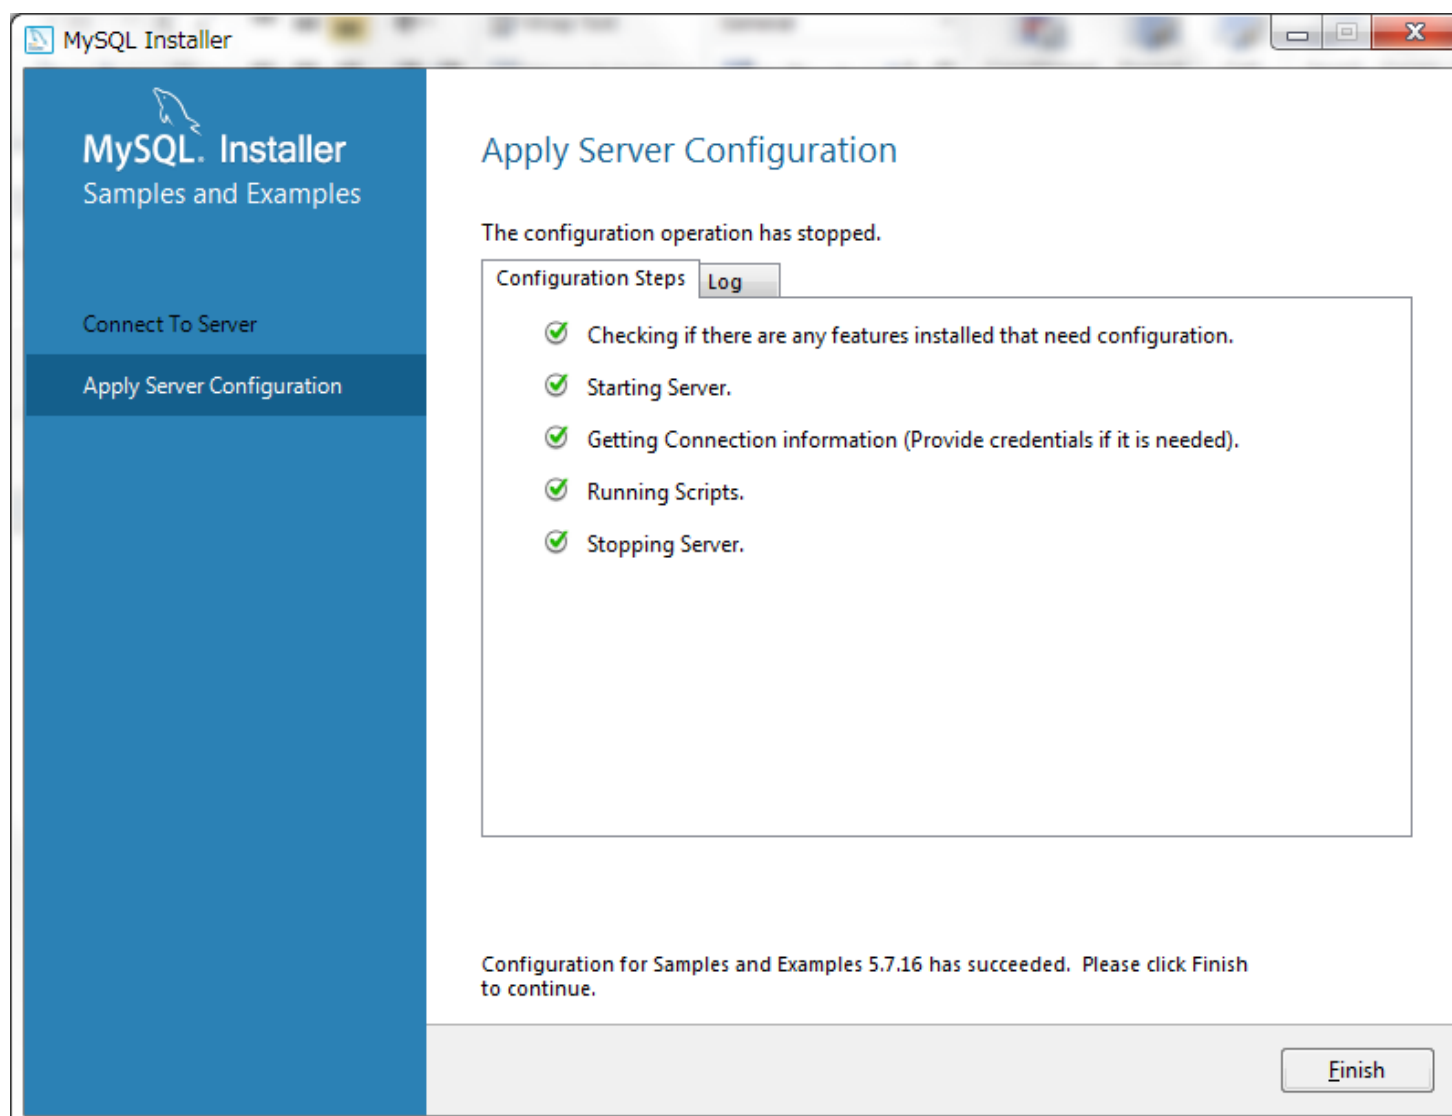 MySQL Installer
MySQL. Installer
Samples and Examples
Connect To Server
Apply Server Configuration
Apply Server Configuration
The configuration operation has stopped.
Configuration Steps
Log
Checking if there are any features installed that need configuration.
Starting Server.
Getting Connection information (Provide credentials if it is needed).
Running Scripts.
Stopping Server.
Configuration for Samples and Examples 5.7.16 has succeeded. Please click Finish
to continue.
Finish